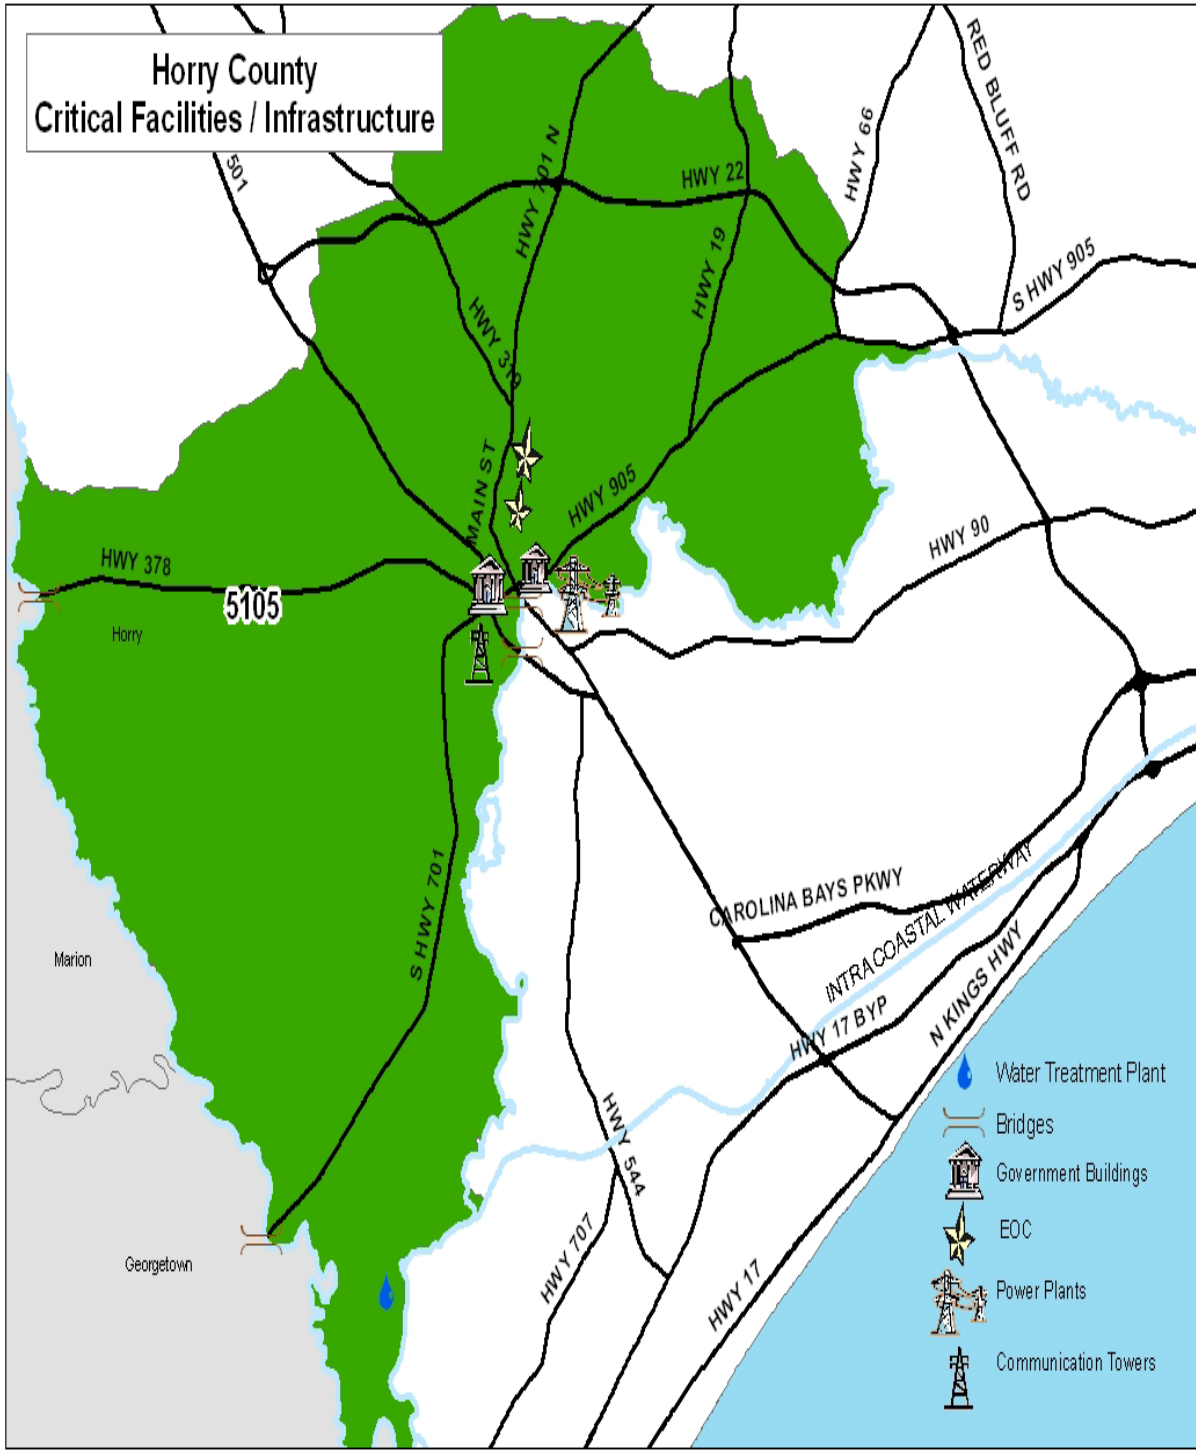 Horry County
Critical Facilities / Infrastructure
501
HWY 701 N
HWY 22
HWY 66
RED BLUFF RD
HWY 19
S HWY 905
HWY 319
MAIN ST
HWY 905
HWY 90
HWY 378
5105
Horry
S HWY 701
CAROLINA BAYS PKWY
INTRACOASTAL WATERWAY
Marion
HWY 17 BYP
N KINGS HWY
Water Treatment Plant
Bridges
HWY 544
Government Buildings
HWY 707
EOC
Georgetown
HWY 17
Power Plants
Communication Towers